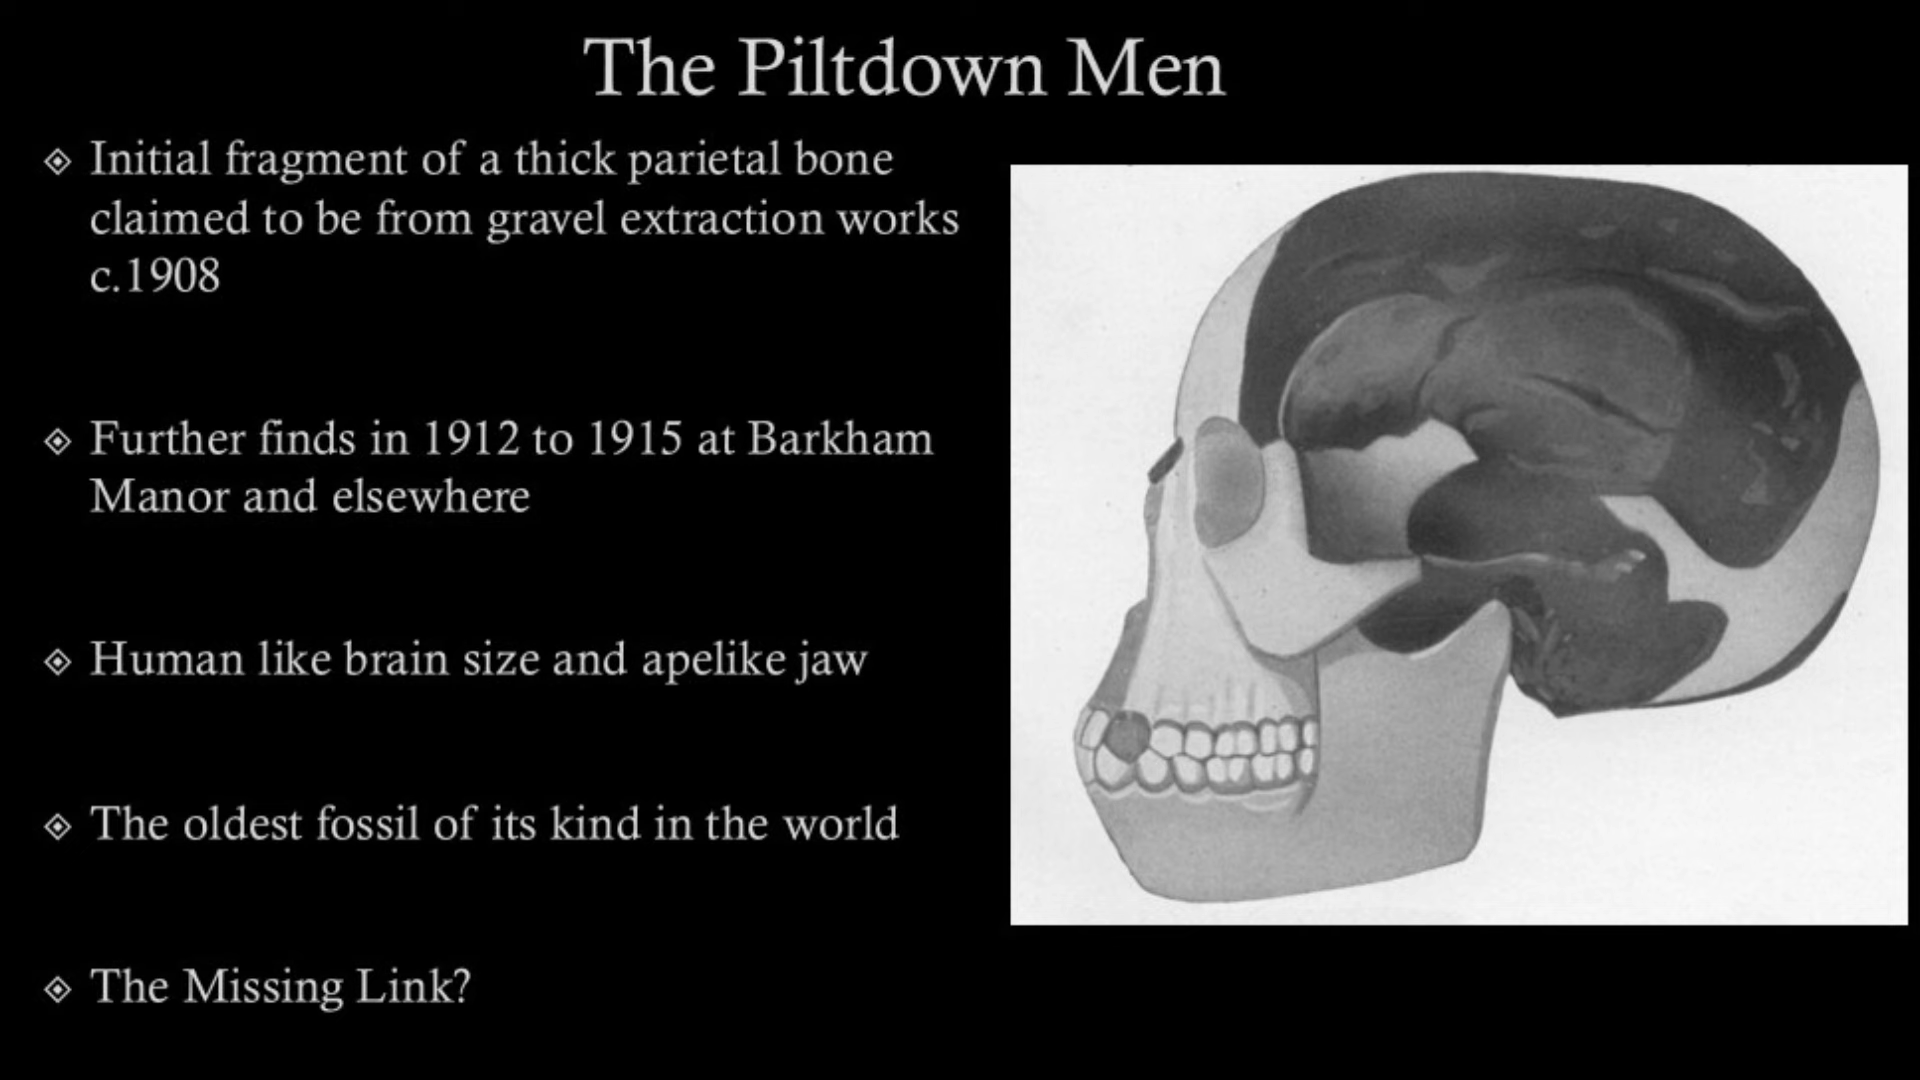 The Piltdown Men
Initial fragment of a thick parietal bone
claimed to be from gravel extraction works
c.1908
Further finds in 1912 to 1915 at Barkham
Manor and elsewhere
Human like brain size and apelike jaw
The oldest fossil of its kind in the world
The Missing Link?